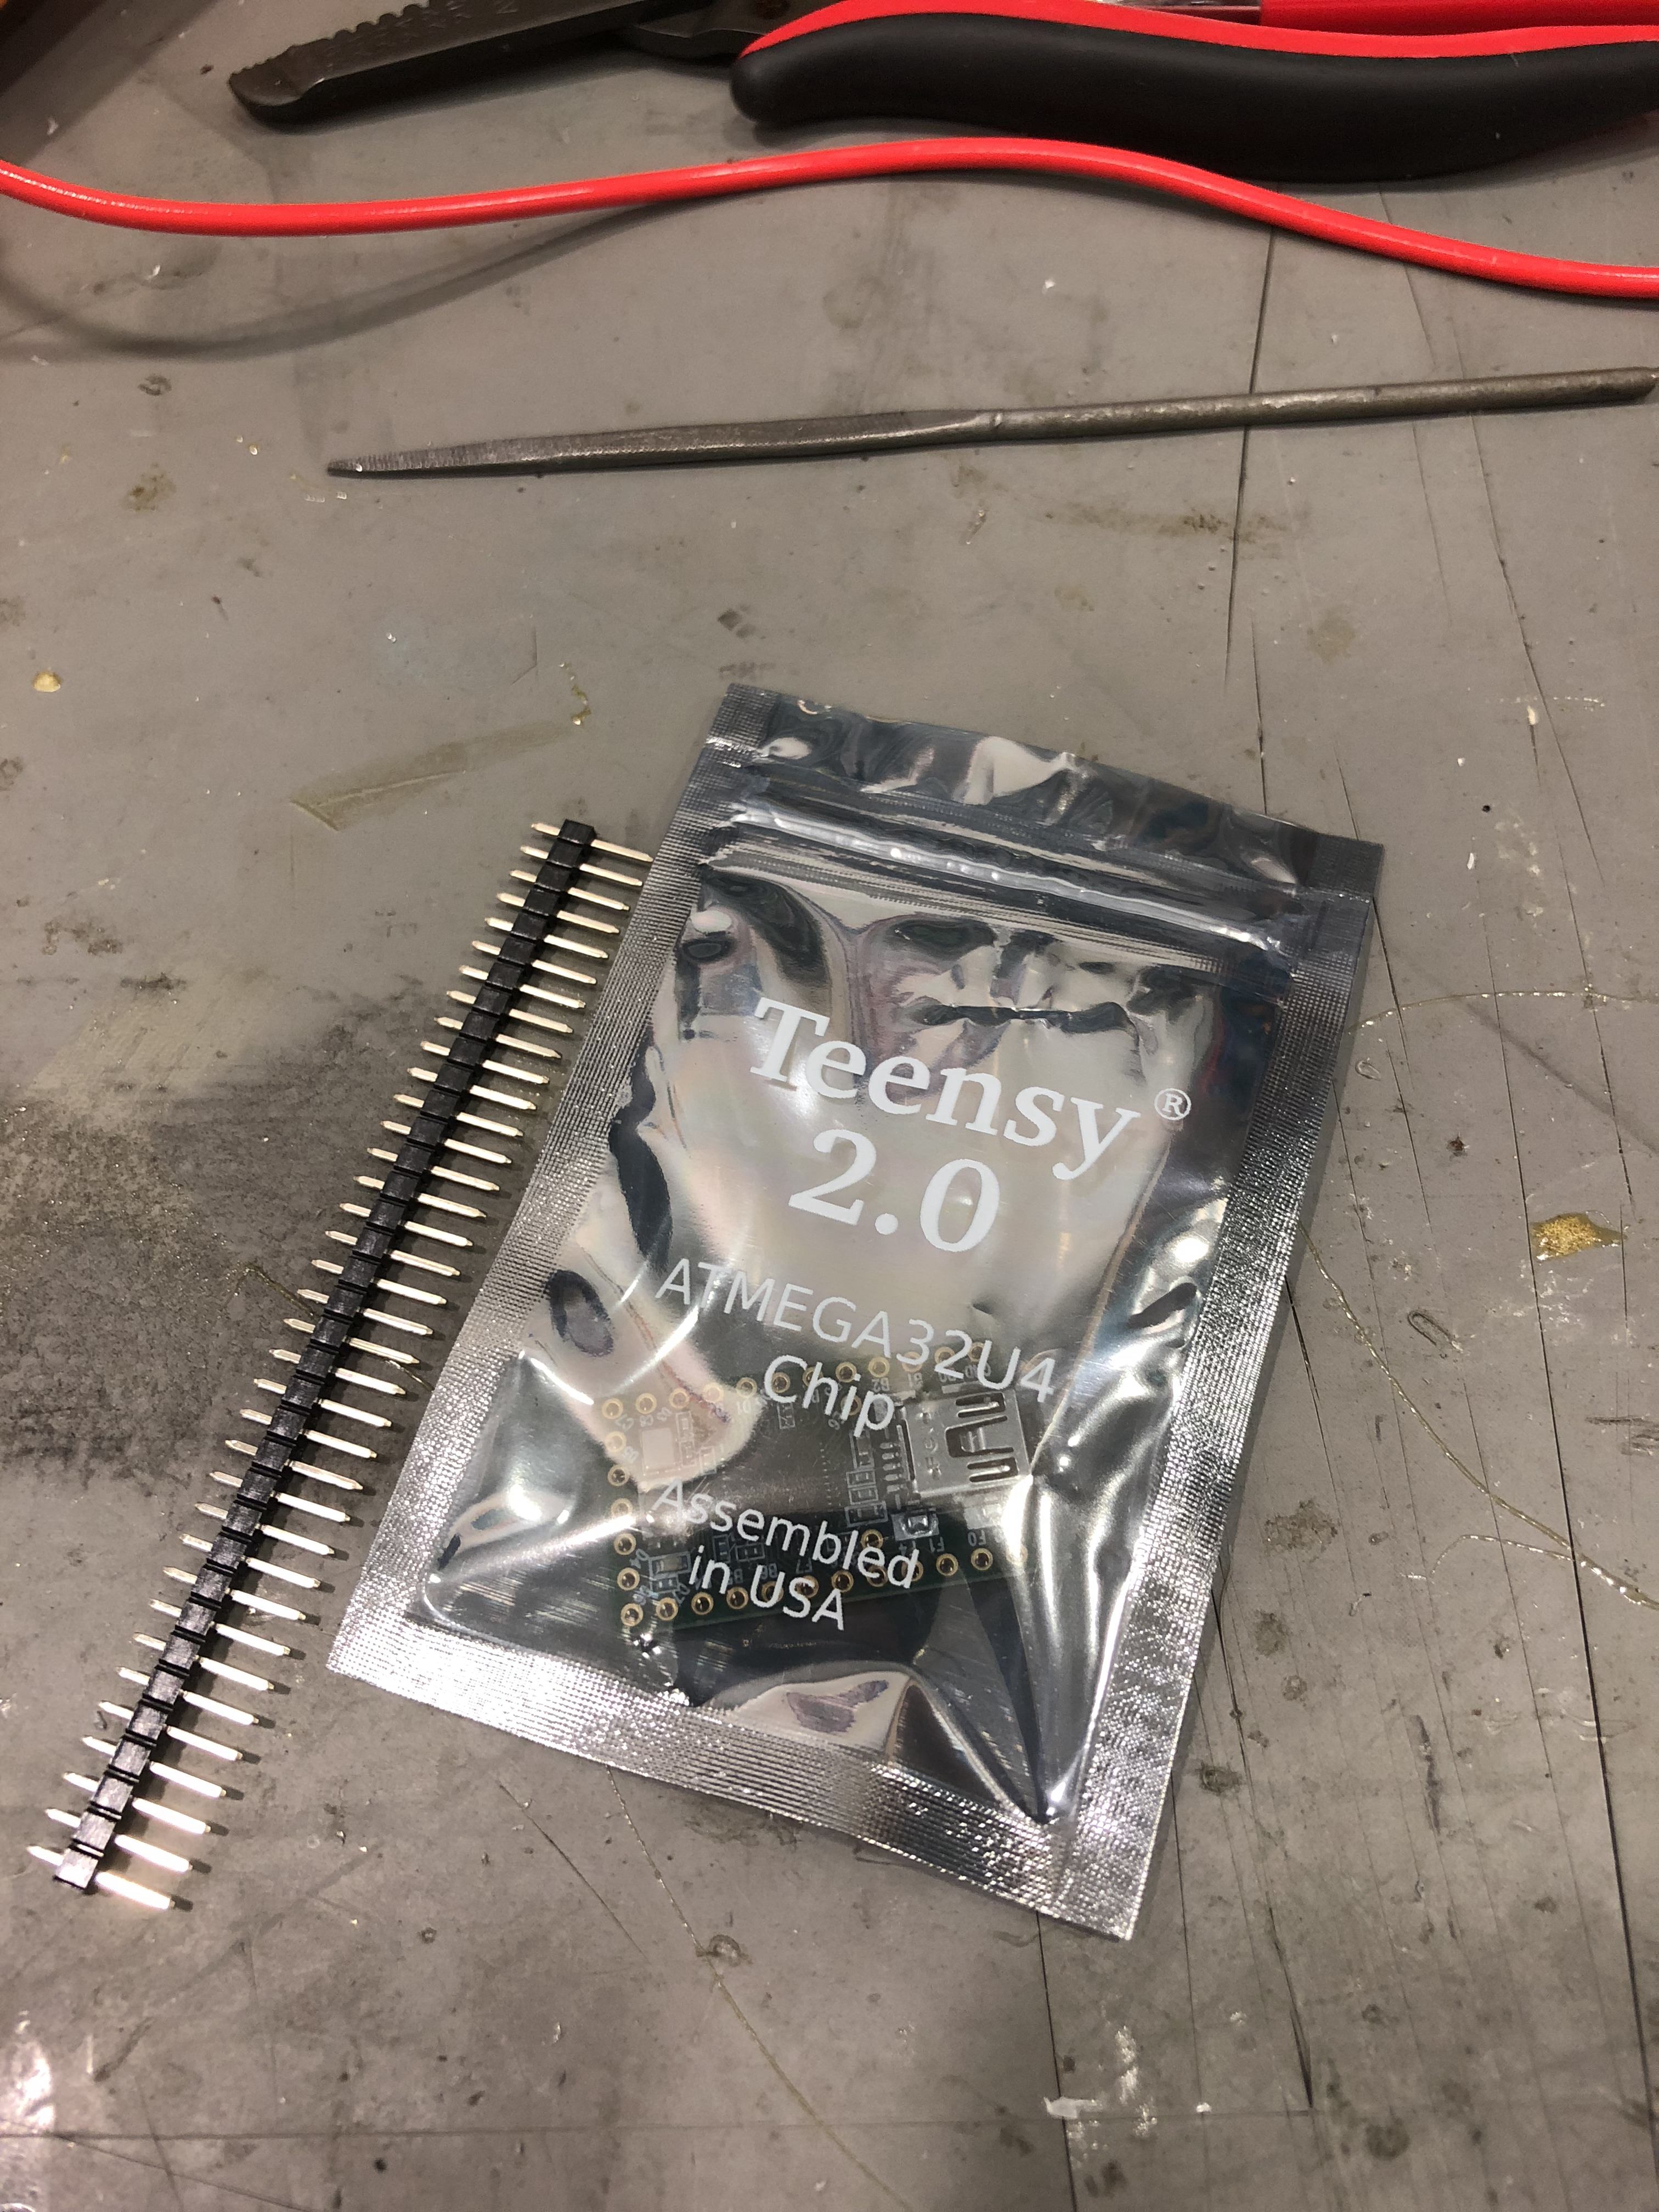 Teensy®
2.0
ATMEGA32U4
Chip
Assembled
in USA